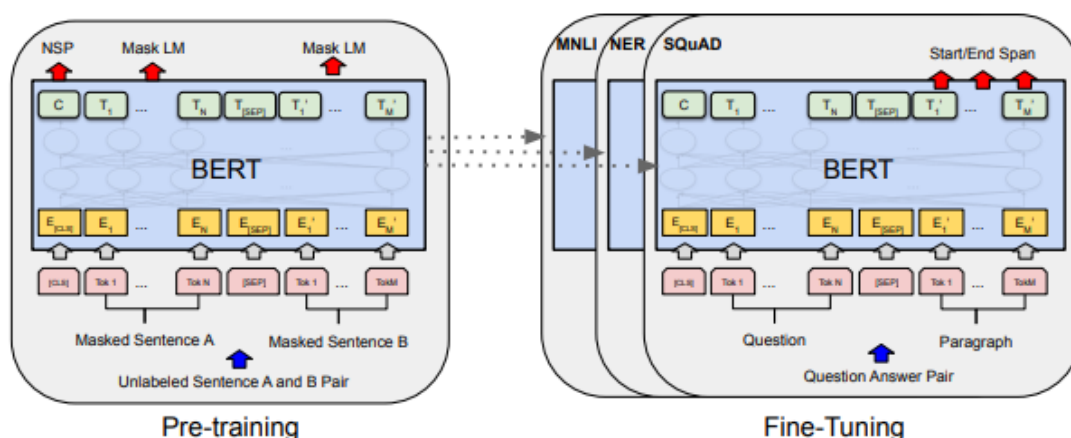 NSP Mask LM Mask LM
C T1 ... TN T[SEP] T1' ... TM'
BERT
E[CLS] E1 ... EN E[SEP] E1' ... EM'
[CLS] Tok 1 ... Tok N [SEP] Tok 1 ... TokM
Masked Sentence A Masked Sentence B
Unlabeled Sentence A and B Pair
Pre-training
MNLI NER SQuAD
Start/End Span
C T1 ... TN T[SEP] T1' ... TM'
BERT
E[CLS] E1 ... EN E[SEP] E1' ... EM'
[CLS] Tok 1 ... Tok N [SEP] Tok 1 ... TokM
Question Paragraph
Question Answer Pair
Fine-Tuning